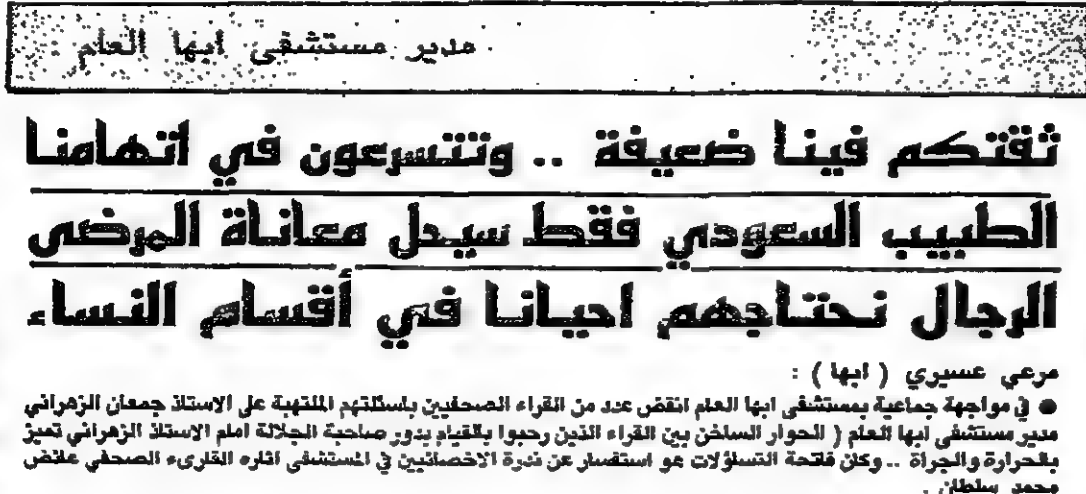 مدير مستشفى ابها العام :
ثقتكم فينا ضعيفة .. وتتسرعون في اتهامنا
الطبيب السعودي فقط سيحل معاناة المرضى
الرجال نحتاجهم احيانا في أقسام النساء
مرعي عسيري ( ابها ) :
● في مواجهة جماعية بمستشفى ابها العام انقض عدد من القراء الصحفيين باسئلتهم الملتهبة على الاستاذ جمعان الزهراني
مدير مستشفى ابها العام ( الحوار الساخن بين القراء الذين رحبوا بالقيام بدور صاحبة الجلالة امام الاستاذ الزهراني تميز
بالحرارة والجراة .. وكان فاتحة التساؤلات هو استفسار عن ندرة الاخصائيين في المستشفى اثاره القارىء الصحفي عائض
محمد سلطان .